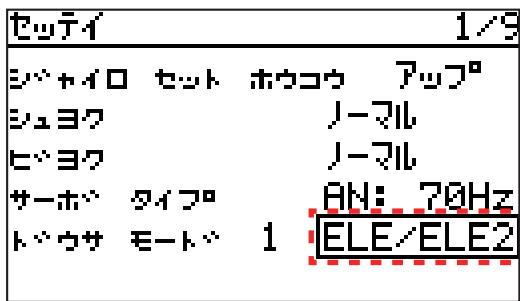 セッテイ 1/9
ジャイロ セット ホウコウ アップ
シュヨク ノーマル
ビヨク ノーマル
サーボ タイプ AN: 70Hz
ドウサ モード 1 ELE/ELE2